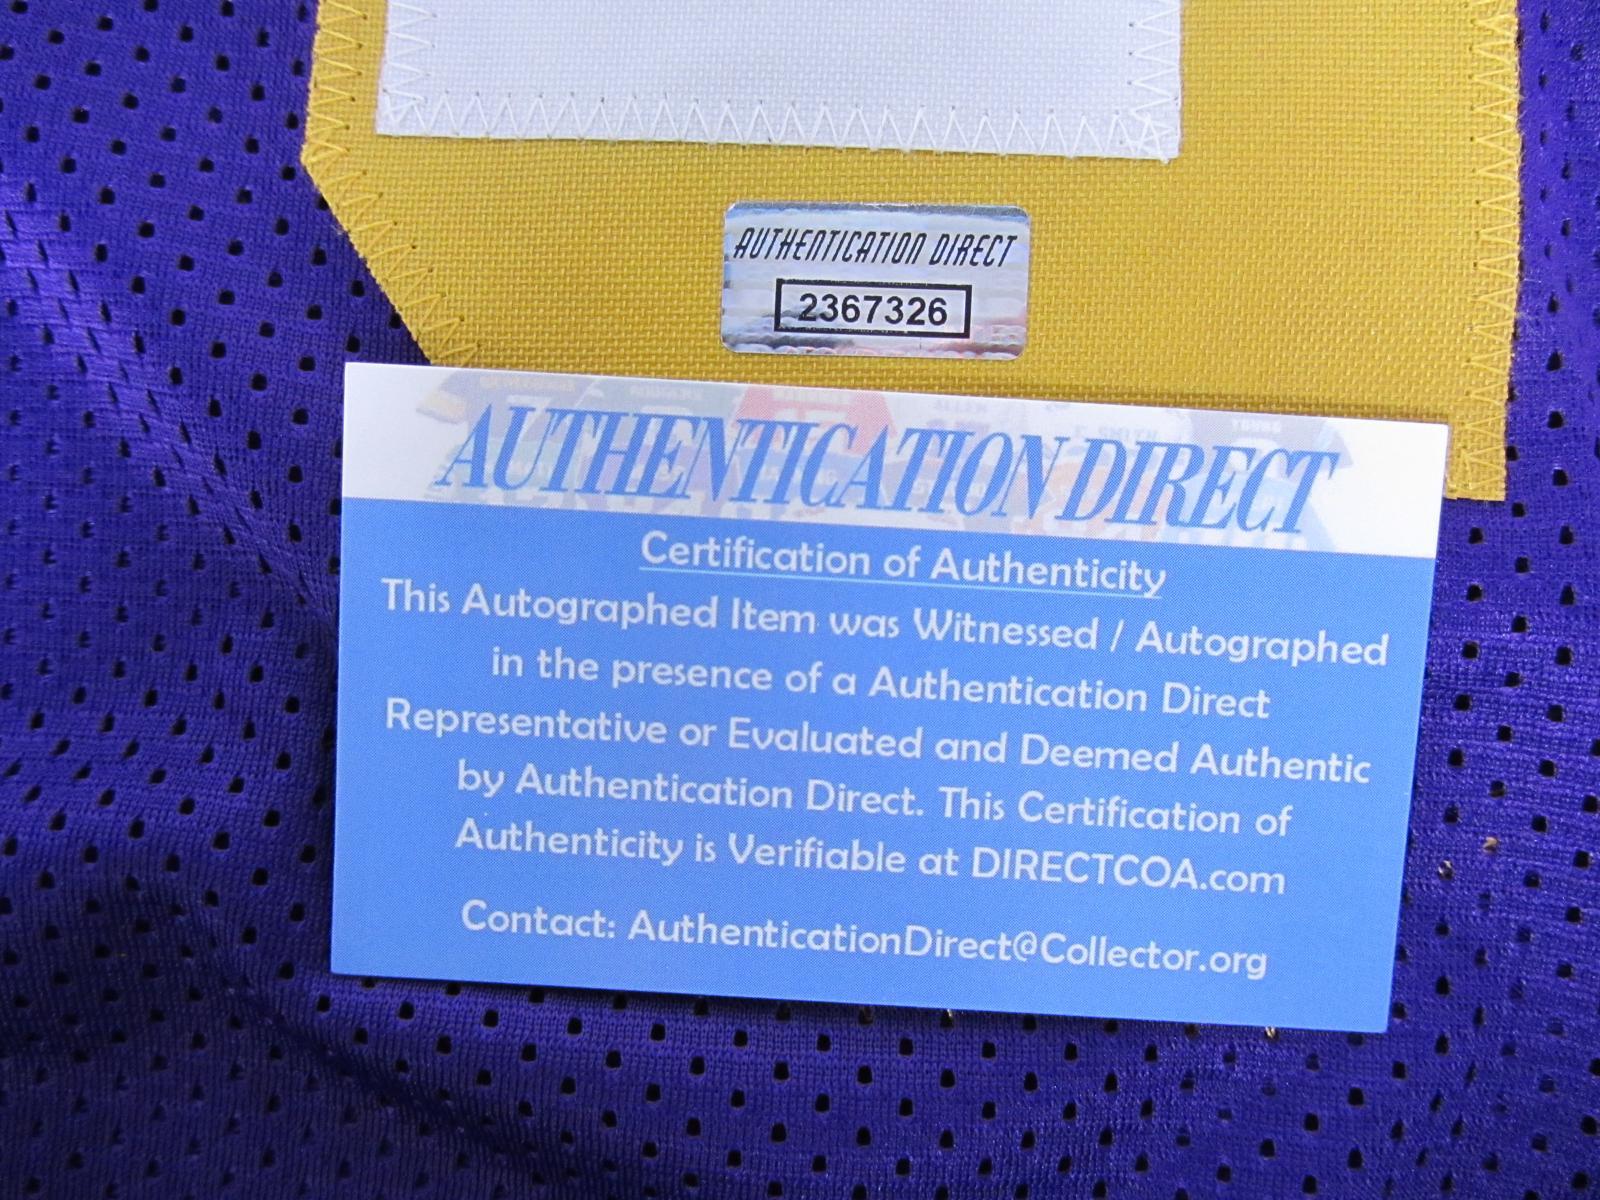 AUTHENTICATION DIRECT
2367326
AUTHENTICATION DIRECT
Certification of Authenticity
This Autographed Item was Witnessed / Autographed
in the presence of a Authentication Direct
Representative or Evaluated and Deemed Authentic
by Authentication Direct. This Certification of
Authenticity is Verifiable at DIRECTCOA.com
Contact: AuthenticationDirect@Collector.org